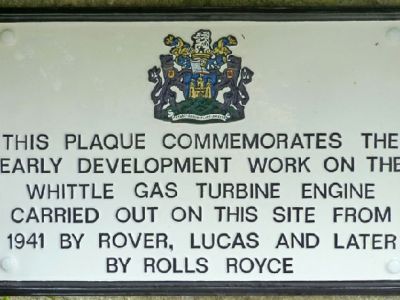 THIS PLAQUE COMMEMORATES THE
EARLY DEVELOPMENT WORK ON THE
WHITTLE GAS TURBINE ENGINE
CARRIED OUT ON THIS SITE FROM
1941 BY ROVER, LUCAS AND LATER
BY ROLLS ROYCE